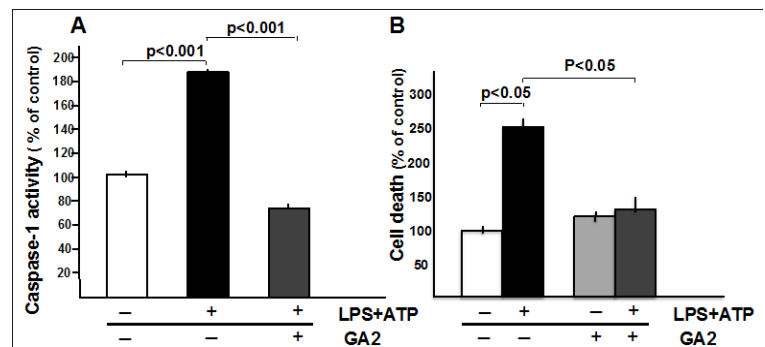 A
p<0.001
p<0.001
Caspase-1 activity ( % of control)
200
180
160
140
120
100
80
60
40
20
– + + LPS+ATP
– – + GA2
B
P<0.05
p<0.05
Cell death (% of control)
300
250
200
150
100
50
– + – + LPS+ATP
– – + + GA2